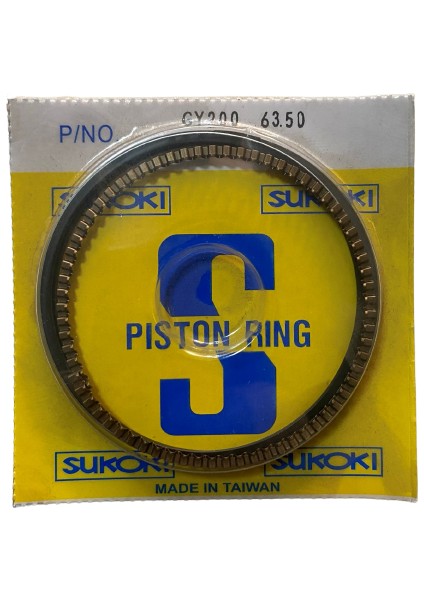 P/NO GY200 63.50
SUKOKI SUKOKI
S
PISTON RING
SUKOKI SUKOKI
MADE IN TAIWAN